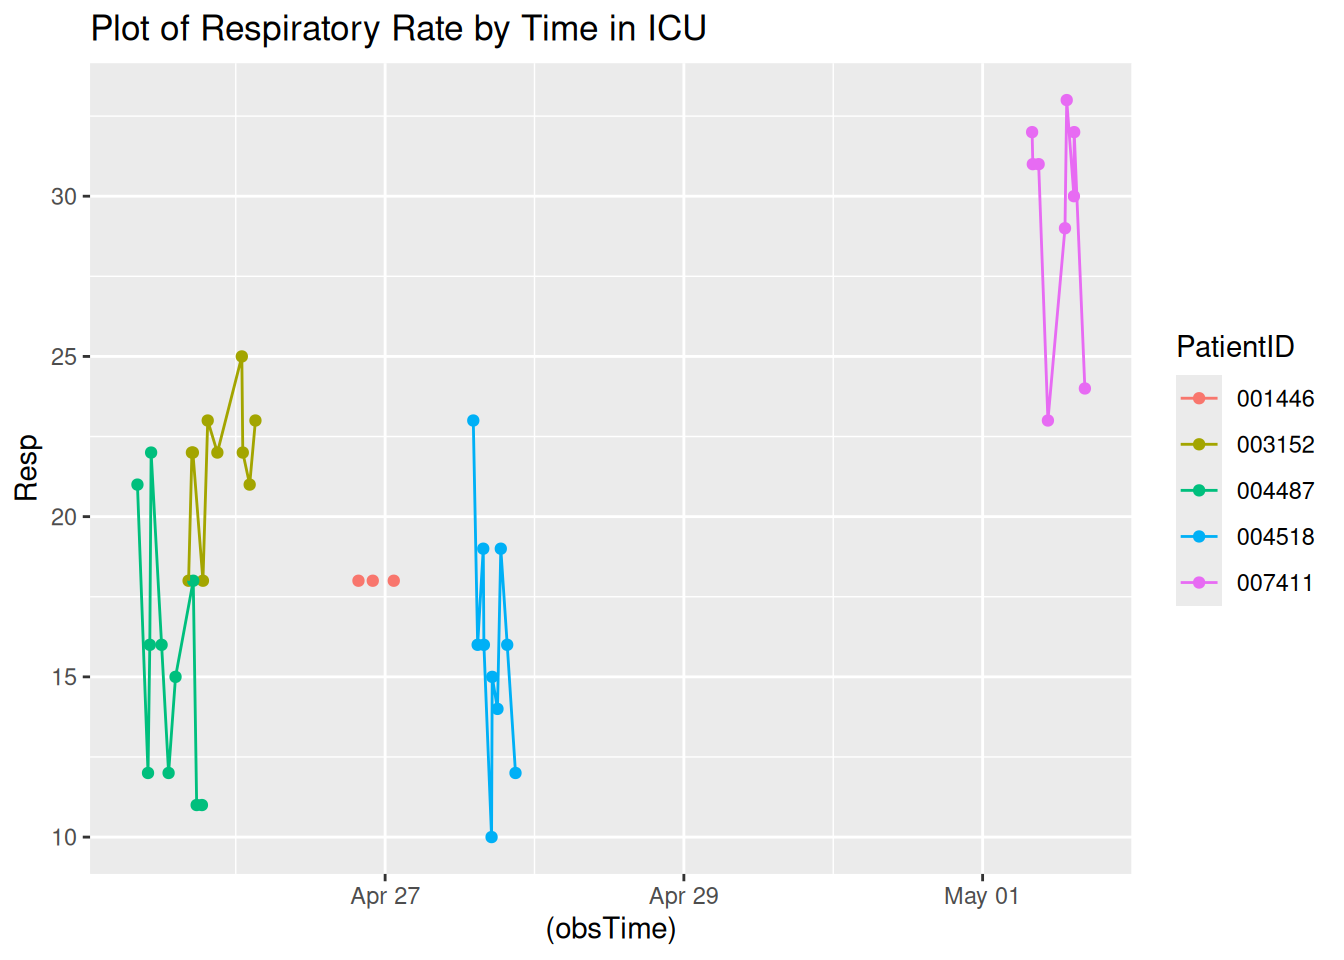 Plot of Respiratory Rate by Time in ICU
Resp
30
25
20
15
10
Apr 27
Apr 29
May 01
(obsTime)
PatientID
001446
003152
004487
004518
007411